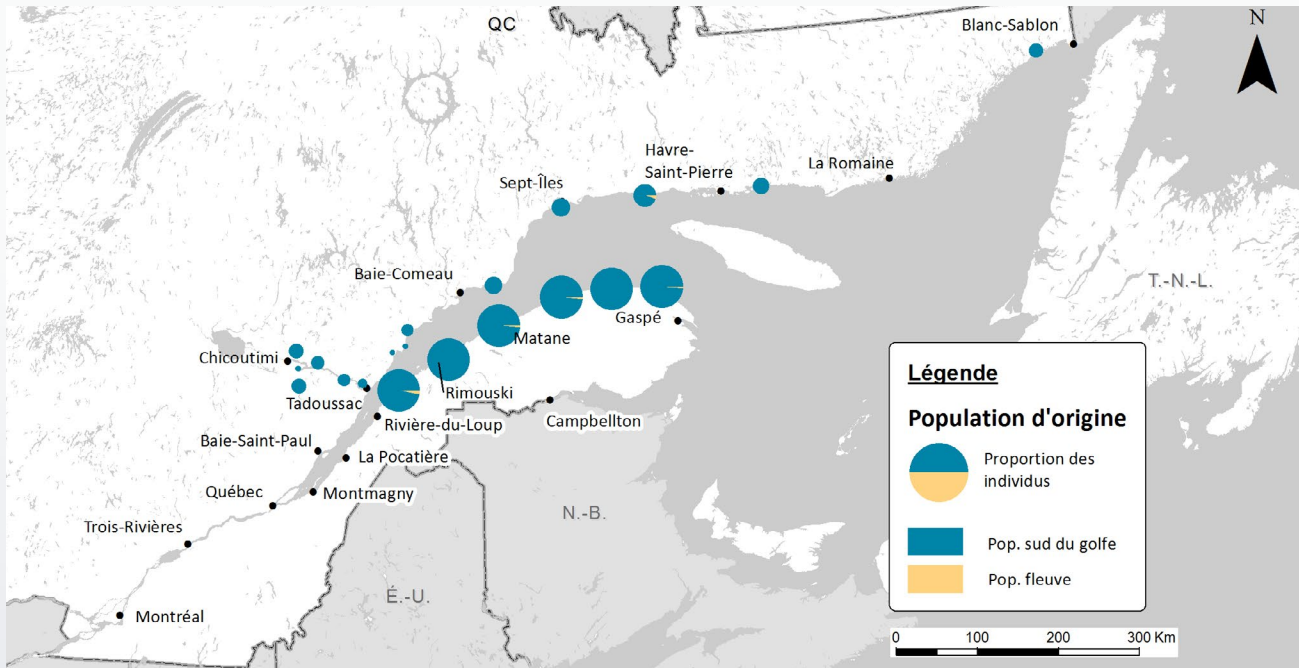 QC
Blanc-Sablon
N
Havre-
Saint-Pierre
La Romaine
Sept-Îles
Baie-Comeau
T.-N.-L.
Gaspé
Matane
Chicoutimi
Rimouski
Tadoussac
Rivière-du-Loup
Campbellton
Baie-Saint-Paul
La Pocatière
Québec
Montmagny
N.-B.
Trois-Rivières
É.-U.
Montréal
Légende
Population d'origine
Proportion des
individus
Pop. sud du golfe
Pop. fleuve
0 100 200 300 Km